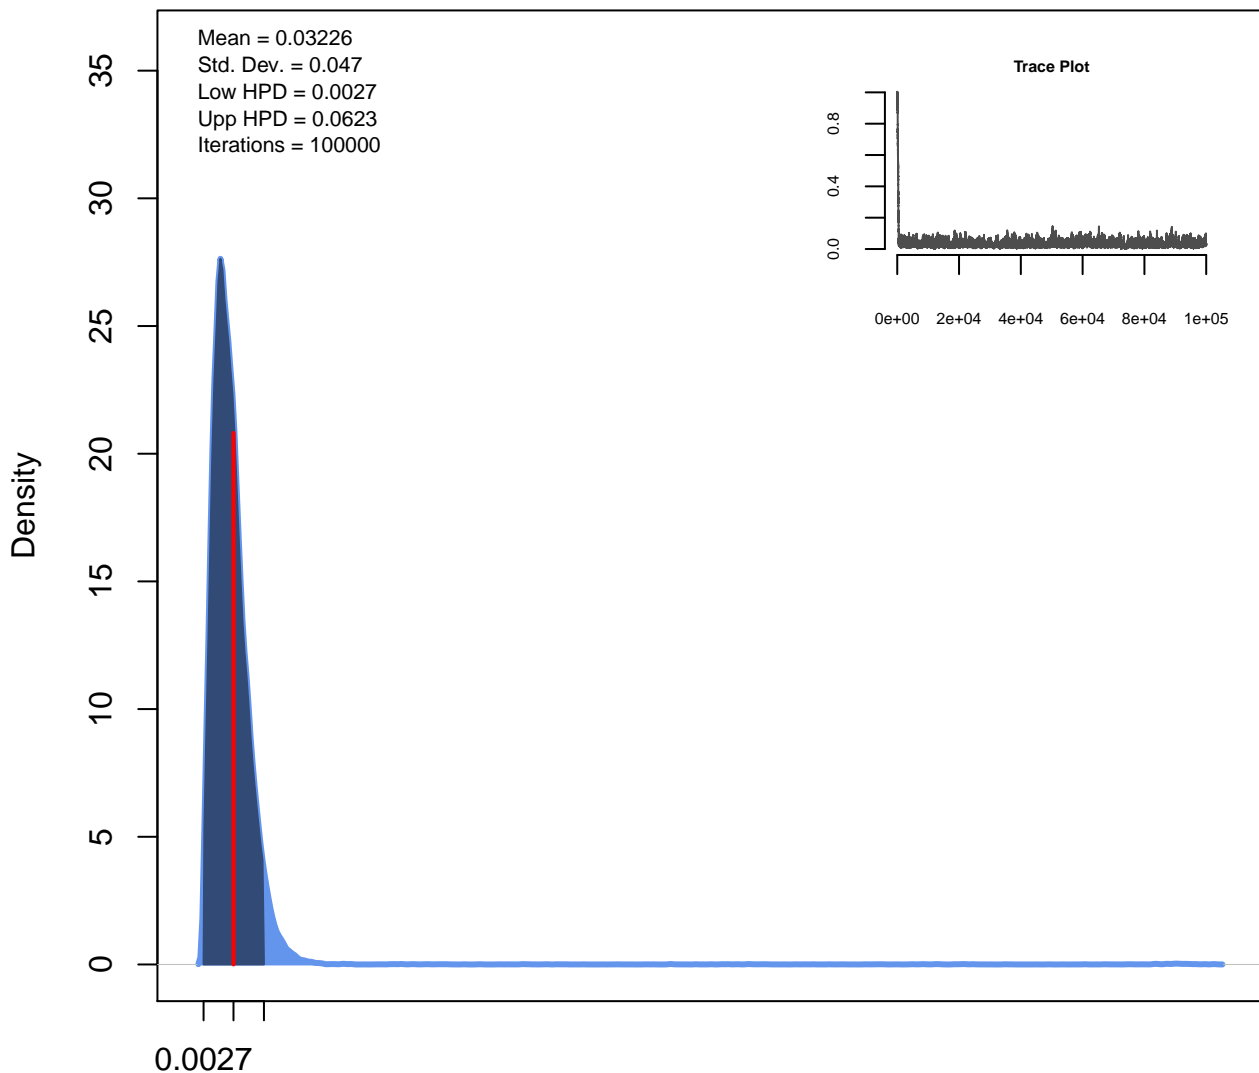 Mean = 0.03226
Std. Dev. = 0.047
Low HPD = 0.0027
Upp HPD = 0.0623
Iterations = 100000
Trace Plot
0.8
0.4
0.0
0e+00 2e+04 4e+04 6e+04 8e+04 1e+05
Density
35
30
25
20
15
10
5
0
0.0027